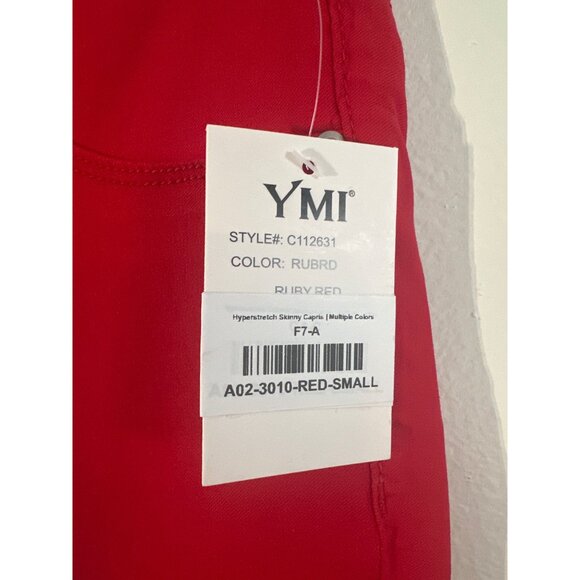 YMI®
STYLE#: C112631
COLOR: RUBRD
RUBY RED
Hyperstretch Skinny Capris | Multiple Colors
F7-A
A02-3010-RED-SMALL